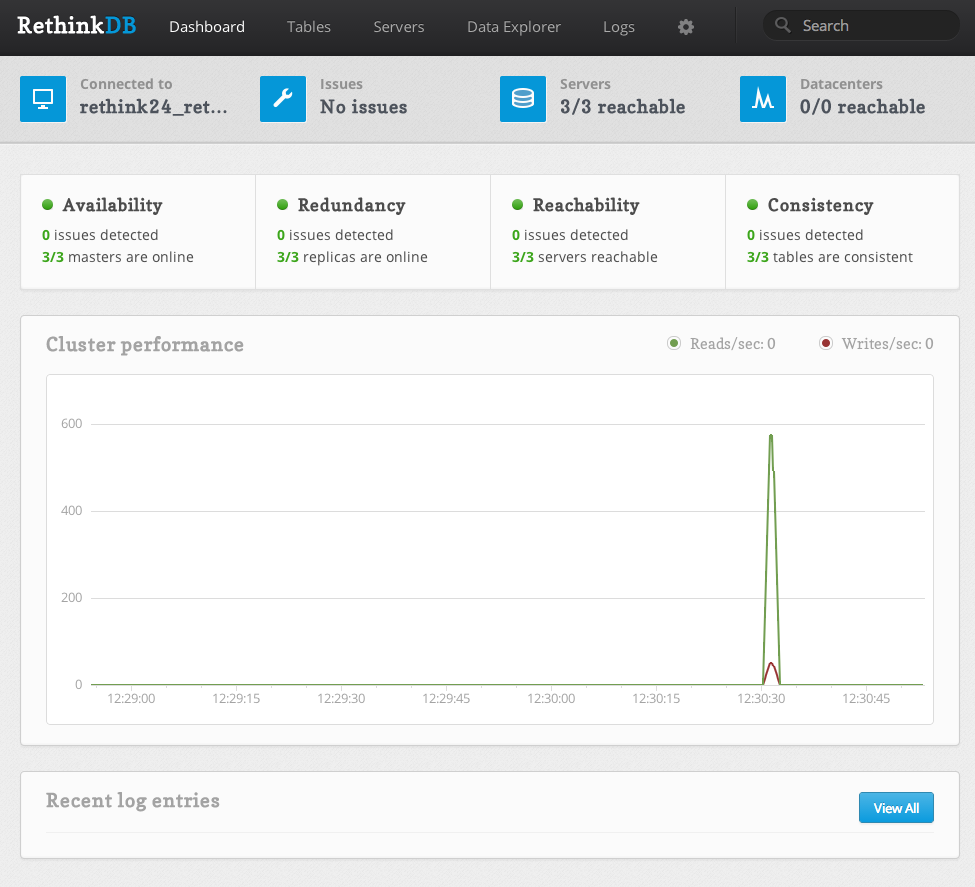 RethinkDB Dashboard Tables Servers Data Explorer Logs Search
Connected to Issues Servers Datacenters
rethink24_ret... No issues 3/3 reachable 0/0 reachable
Availability Redundancy Reachability Consistency
0 issues detected 0 issues detected 0 issues detected 0 issues detected
3/3 masters are online 3/3 replicas are online 3/3 servers reachable 3/3 tables are consistent
Cluster performance Reads/sec: 0 Writes/sec: 0
600
400
200
0
12:29:00 12:29:15 12:29:30 12:29:45 12:30:00 12:30:15 12:30:30 12:30:45
Recent log entries View All